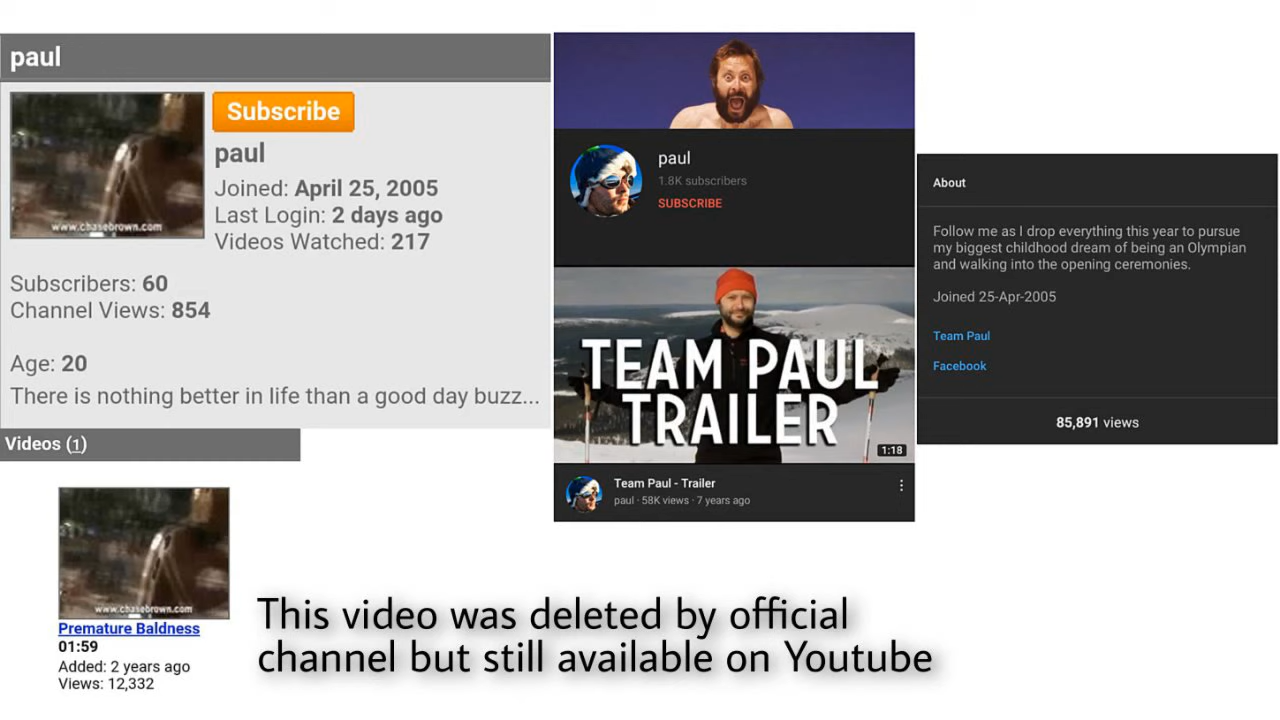 paul
Subscribe
paul
Joined: April 25, 2005
Last Login: 2 days ago
Videos Watched: 217
www.chasebrown.com
Subscribers: 60
Channel Views: 854
Age: 20
There is nothing better in life than a good day buzz...
Videos (1)
www.chasebrown.com
Premature Baldness
01:59
Added: 2 years ago
Views: 12,332
paul
1.8K subscribers
SUBSCRIBE
TEAM PAUL
TRAILER
1:18
Team Paul - Trailer
paul · 58K views · 7 years ago
About
Follow me as I drop everything this year to pursue
my biggest childhood dream of being an Olympian
and walking into the opening ceremonies.
Joined 25-Apr-2005
Team Paul
Facebook
85,891 views
This video was deleted by official
channel but still available on Youtube